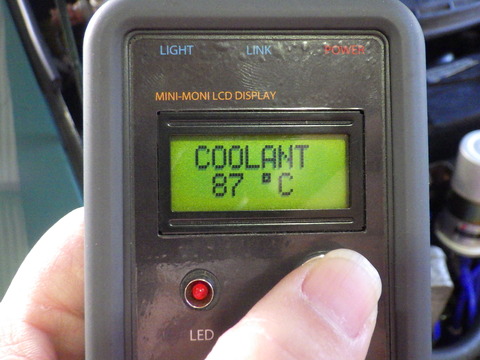 LIGHT LINK POWER
MINI-MONI LCD DISPLAY
COOLANT
87 °C
LED